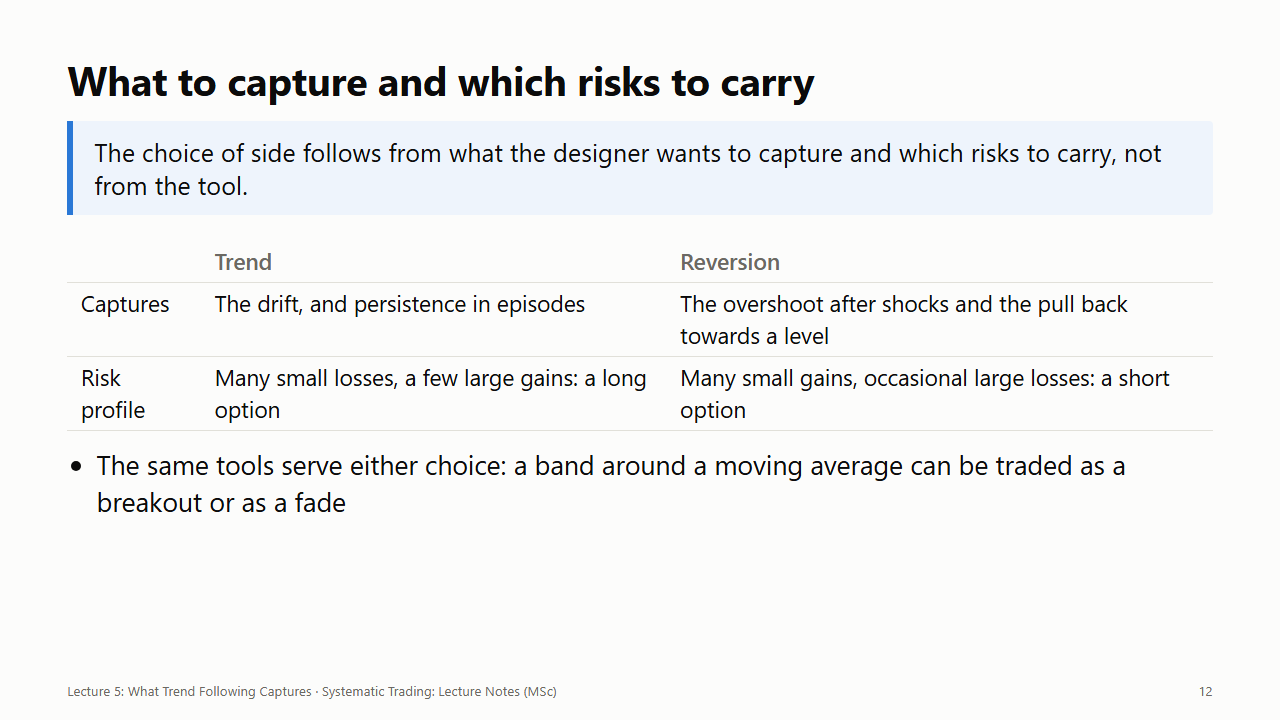 What to capture and which risks to carry
The choice of side follows from what the designer wants to capture and which risks to carry, not
from the tool.
Trend Reversion
Captures The drift, and persistence in episodes The overshoot after shocks and the pull back
towards a level
Risk Many small losses, a few large gains: a long Many small gains, occasional large losses: a short
profile option option
• The same tools serve either choice: a band around a moving average can be traded as a
breakout or as a fade
Lecture 5: What Trend Following Captures · Systematic Trading: Lecture Notes (MSc) 12